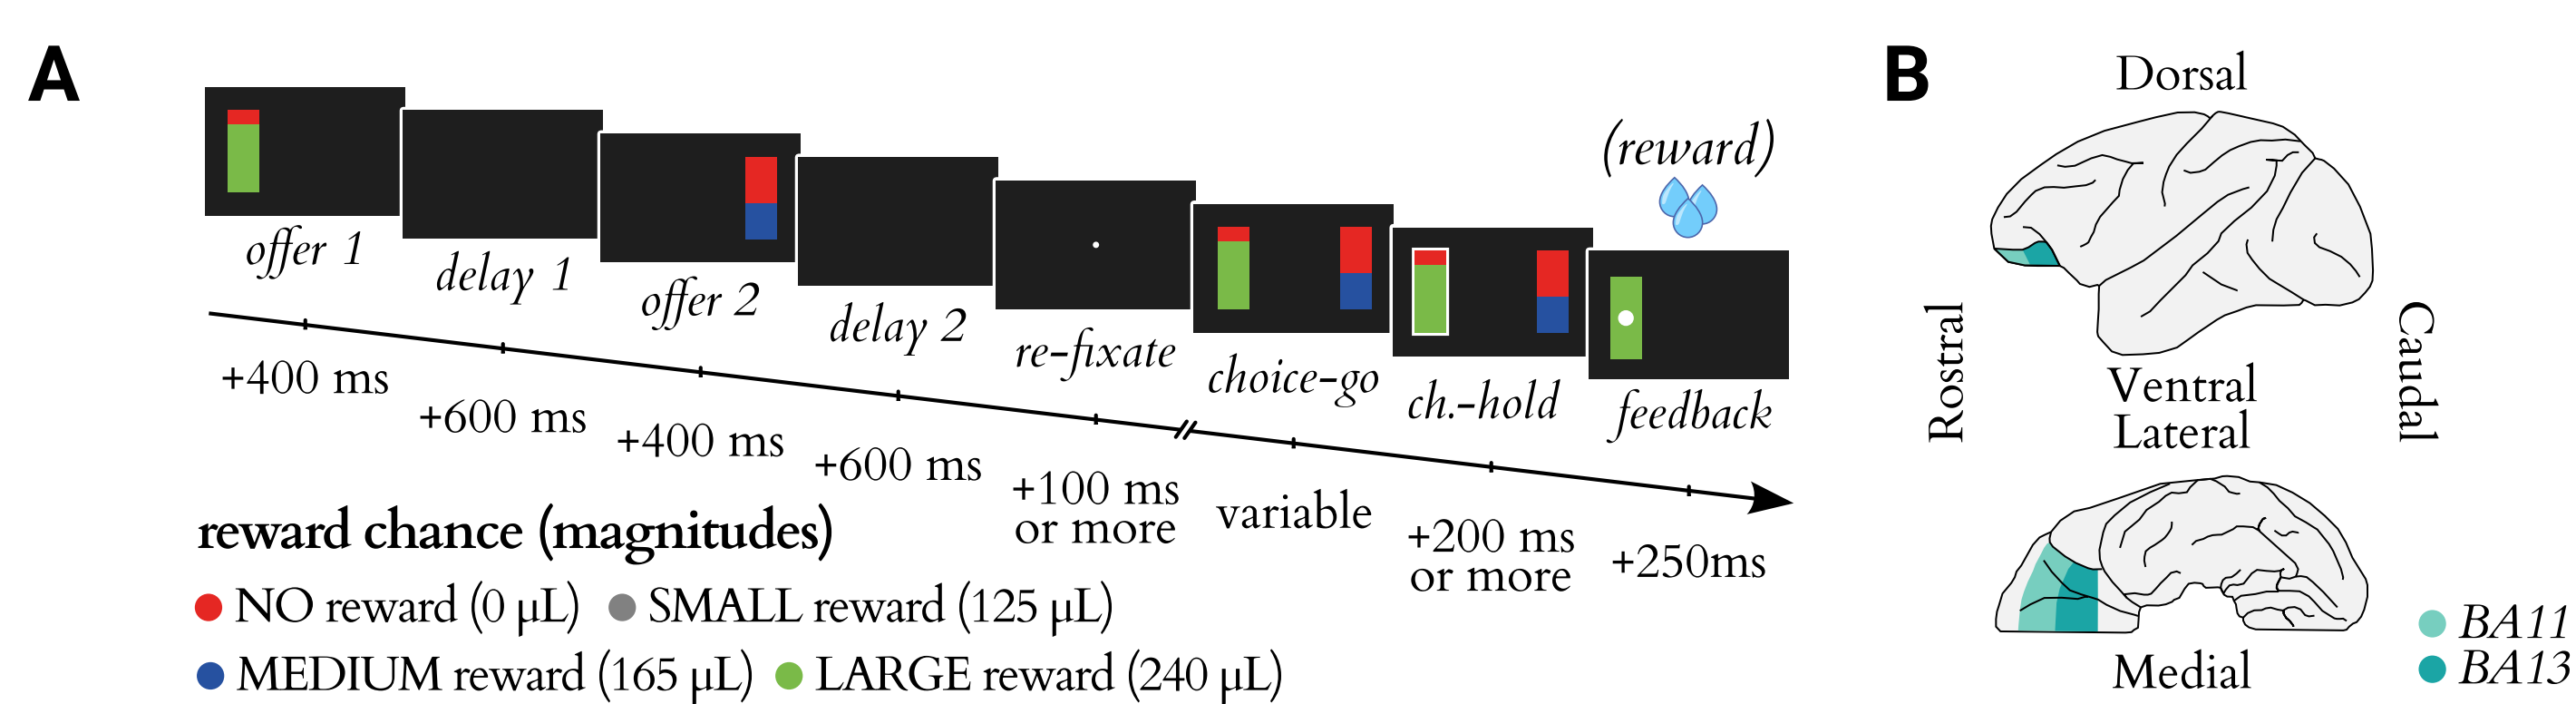 A
offer 1
delay 1
offer 2
delay 2
re-fixate
choice-go
ch.-hold
feedback
(reward)
+400 ms
+600 ms
+400 ms
+600 ms
+100 ms
or more
variable
+200 ms
or more
+250ms
reward chance (magnitudes)
NO reward (0 µL)
SMALL reward (125 µL)
MEDIUM reward (165 µL)
LARGE reward (240 µL)
B
Dorsal
Rostral
Caudal
Ventral
Lateral
Medial
BA11
BA13